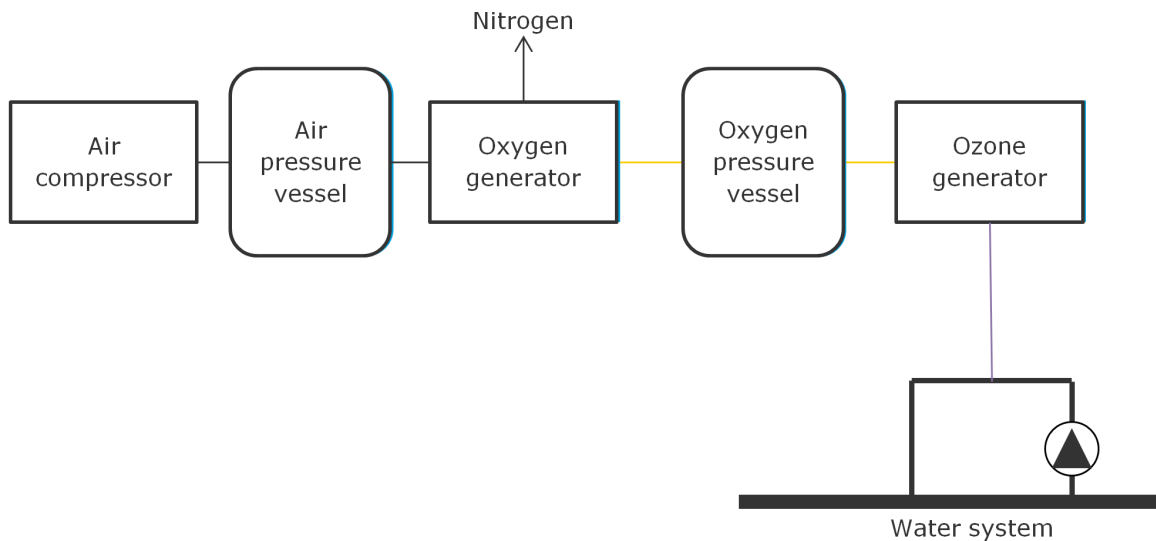 Nitrogen
Air
compressor
Air
pressure
vessel
Oxygen
generator
Oxygen
pressure
vessel
Ozone
generator
Water system